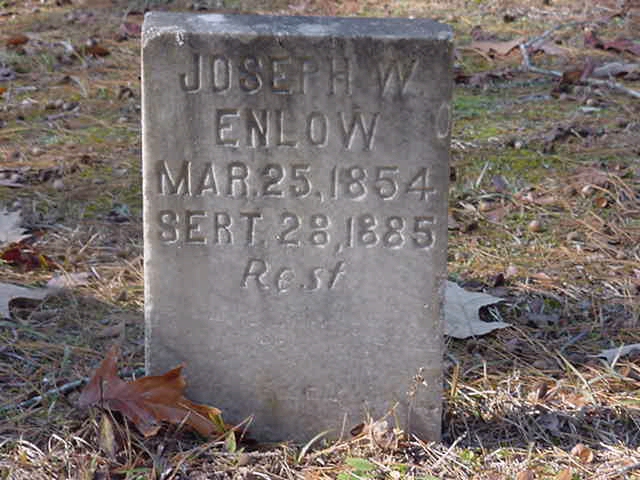 JOSEPH W.
ENLOW
MAR. 25, 1854
SERT. 28, 1885
Rest